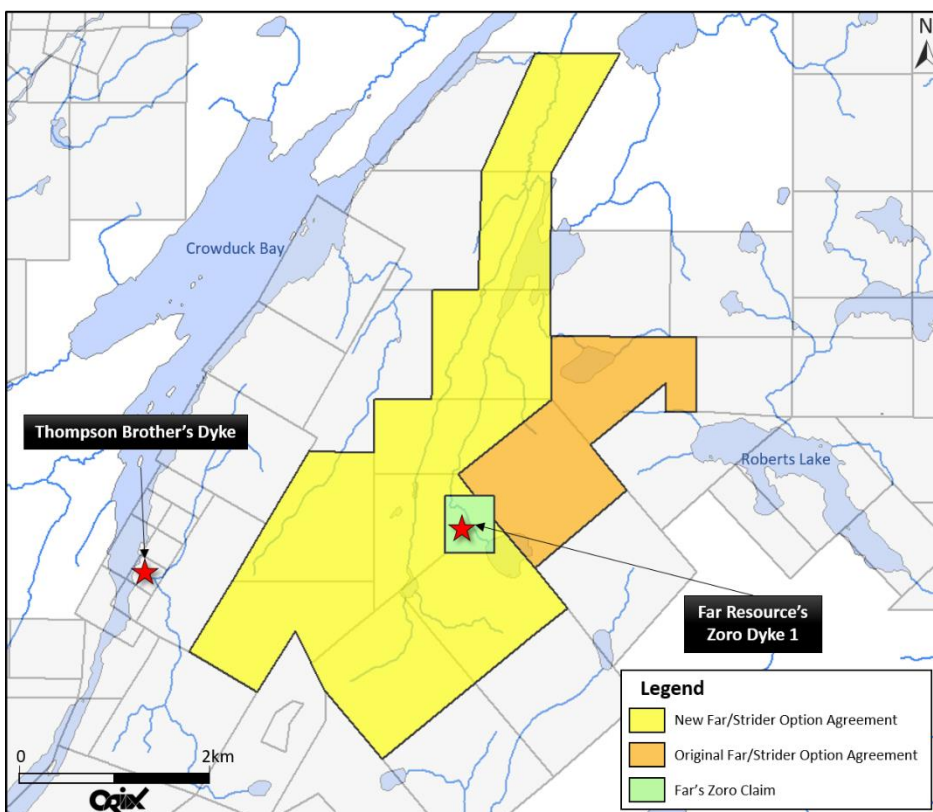 N
Crowduck Bay
Thompson Brother's Dyke
Roberts Lake
Far Resource's
Zoro Dyke 1
Legend
New Far/Strider Option Agreement
Original Far/Strider Option Agreement
Far's Zoro Claim
0
2km
Orix